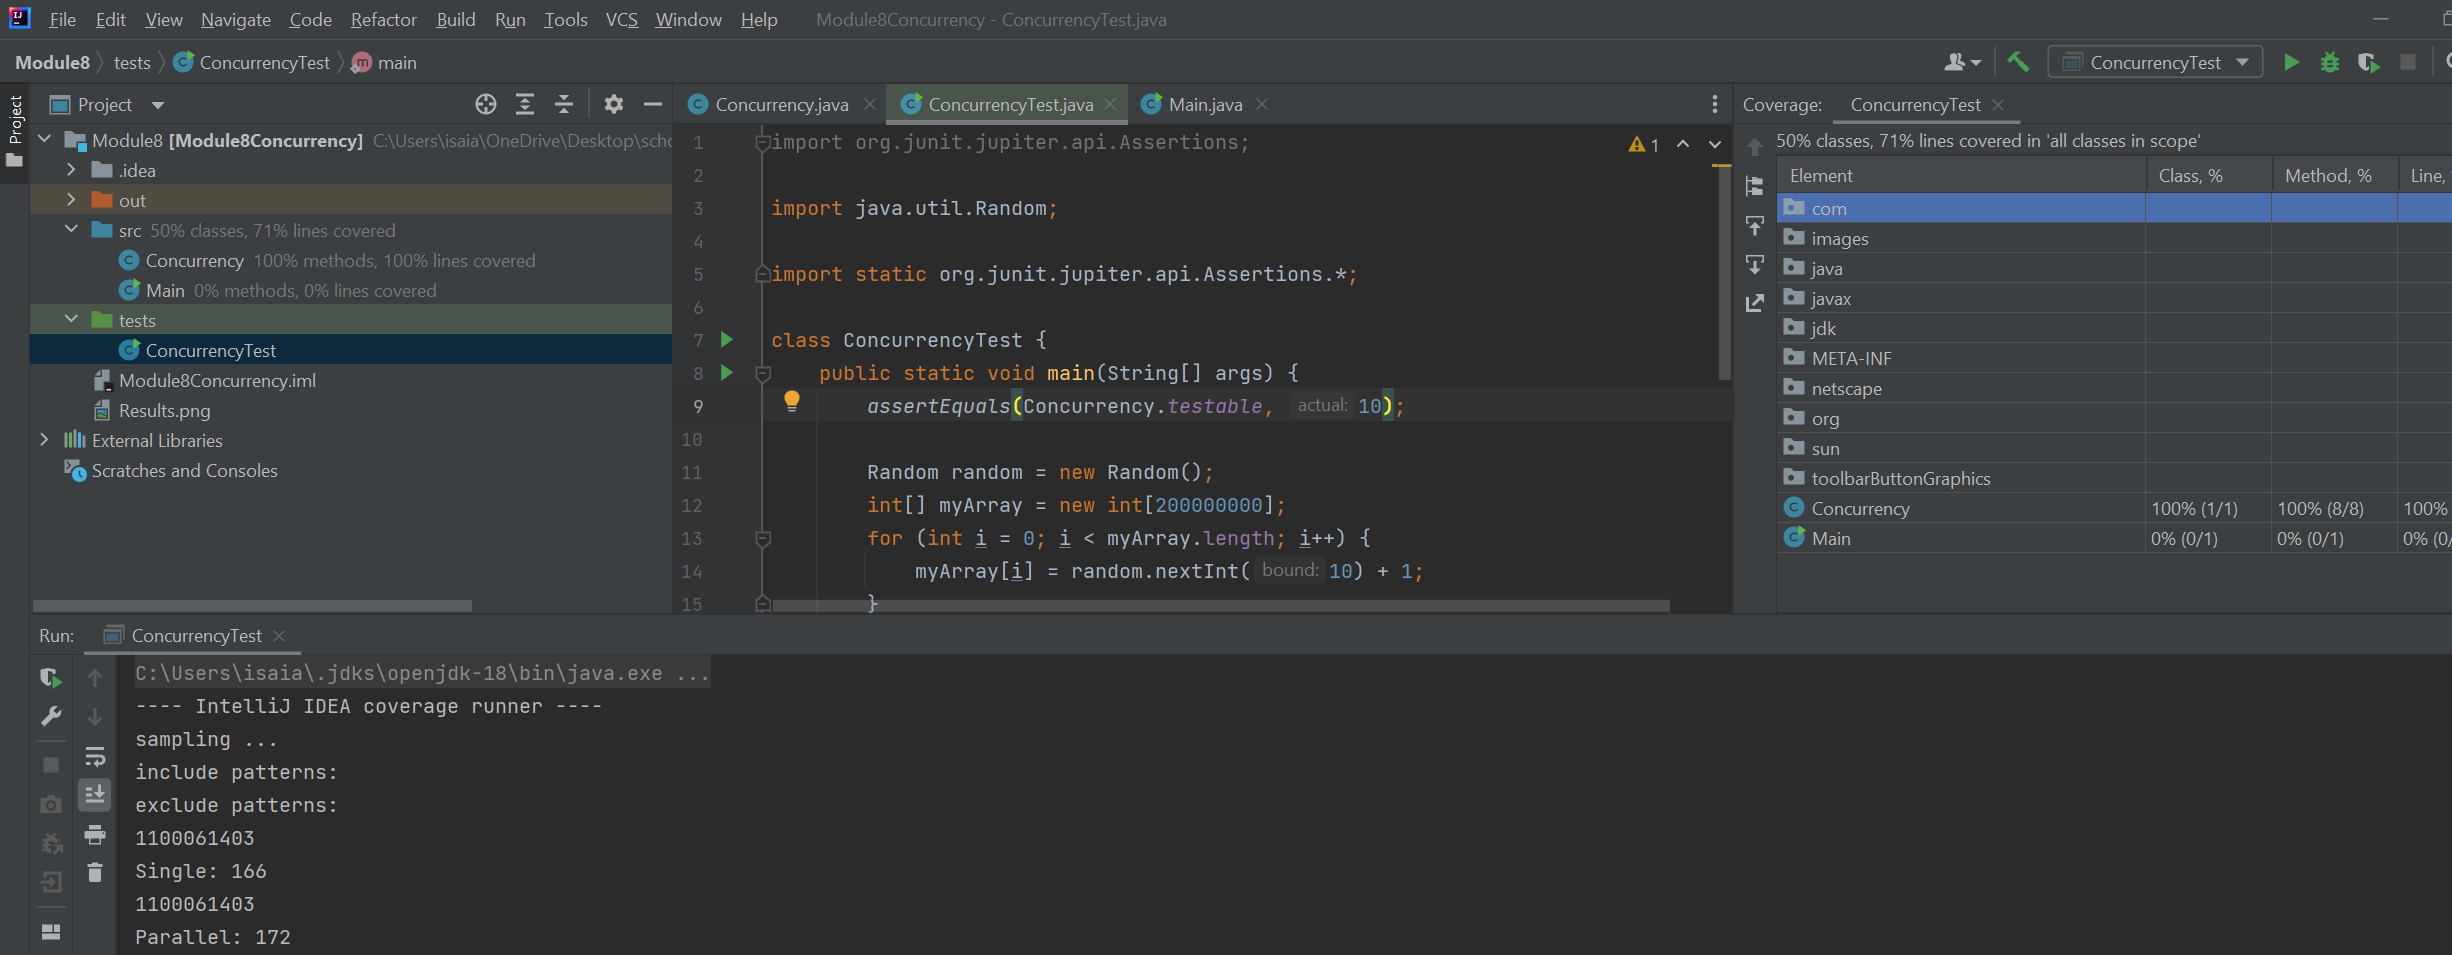 File Edit View Navigate Code Refactor Build Run Tools VCS Window Help Module8Concurrency - ConcurrencyTest.java
Module8 tests ConcurrencyTest m main ConcurrencyTest
Project
Project
Module8 [Module8Concurrency] C:\Users\isaia\OneDrive\Desktop\scho
.idea
out
src 50% classes, 71% lines covered
Concurrency 100% methods, 100% lines covered
Main 0% methods, 0% lines covered
tests
ConcurrencyTest
Module8Concurrency.iml
Results.png
External Libraries
Scratches and Consoles
Concurrency.java ConcurrencyTest.java Main.java
1
1 import org.junit.jupiter.api.Assertions;
2
3 import java.util.Random;
4
5 import static org.junit.jupiter.api.Assertions.*;
6
7 class ConcurrencyTest {
8 public static void main(String[] args) {
9 assertEquals(Concurrency.testable, actual: 10);
10
11 Random random = new Random();
12 int[] myArray = new int[200000000];
13 for (int i = 0; i < myArray.length; i++) {
14 myArray[i] = random.nextInt( bound: 10) + 1;
15 }
Coverage: ConcurrencyTest
50% classes, 71% lines covered in 'all classes in scope'
Element Class, % Method, % Line,
com
images
java
javax
jdk
META-INF
netscape
org
sun
toolbarButtonGraphics
Concurrency 100% (1/1) 100% (8/8) 100%
Main 0% (0/1) 0% (0/1) 0% (0/
Run: ConcurrencyTest
C:\Users\isaia\.jdks\openjdk-18\bin\java.exe ...
---- IntelliJ IDEA coverage runner ----
sampling ...
include patterns:
exclude patterns:
1100061403
Single: 166
1100061403
Parallel: 172